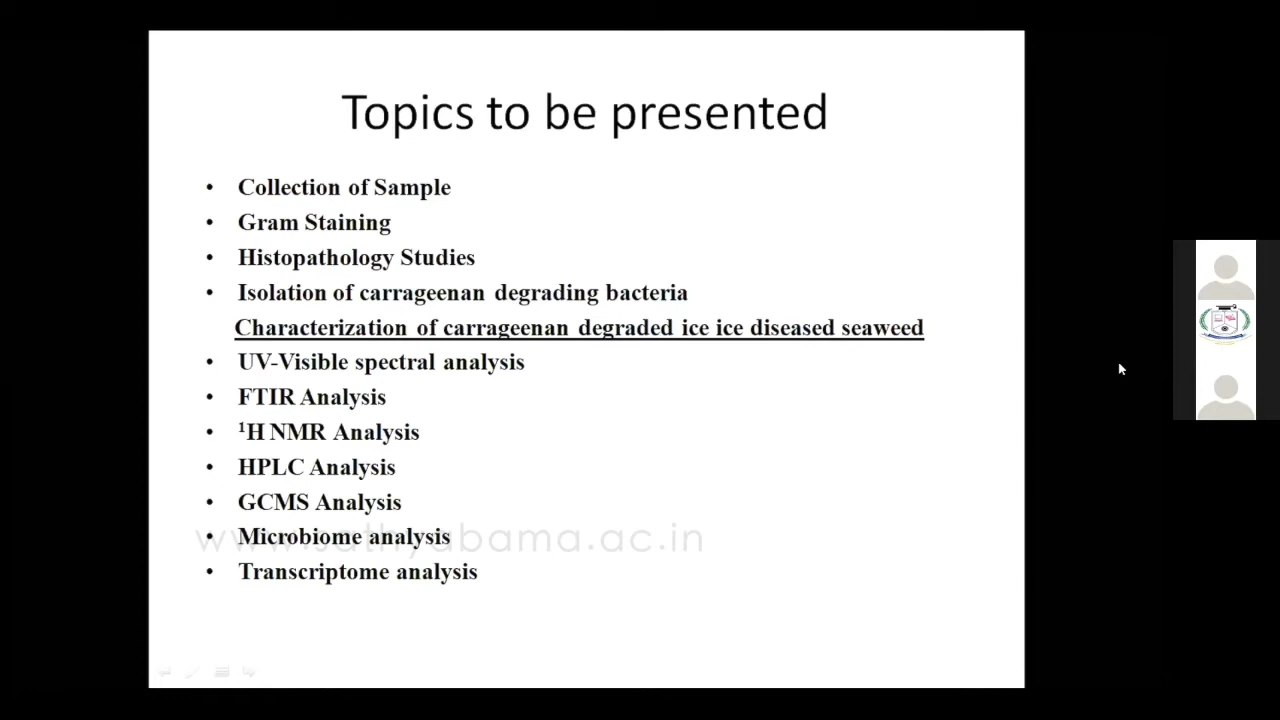 Topics to be presented
• Collection of Sample
• Gram Staining
• Histopathology Studies
• Isolation of carrageenan degrading bacteria
Characterization of carrageenan degraded ice ice diseased seaweed
• UV-Visible spectral analysis
• FTIR Analysis
• ¹H NMR Analysis
• HPLC Analysis
• GCMS Analysis
• Microbiome analysis
www.sathyabama.ac.in
• Transcriptome analysis